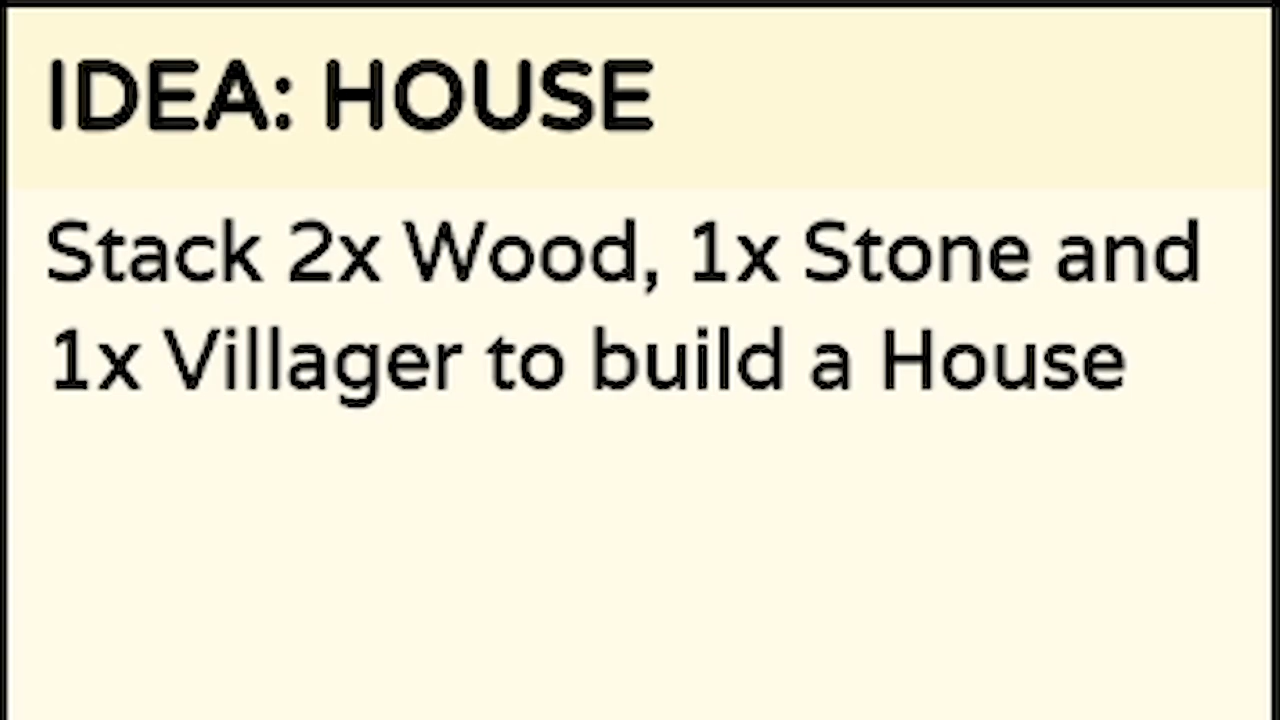 IDEA: HOUSE
Stack 2x Wood, 1x Stone and
1x Villager to build a House